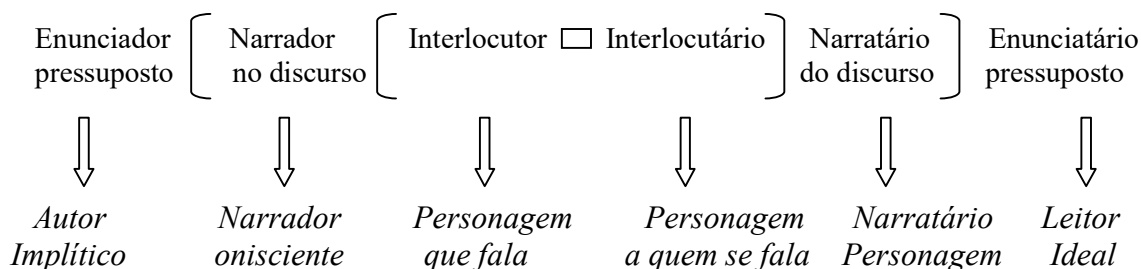 Enunciador Narrador Interlocutor Interlocutário Narratário Enunciatário
pressuposto no discurso do discurso pressuposto
Autor Narrador Personagem Personagem Narratário Leitor
Implítico onisciente que fala a quem se fala Personagem Ideal